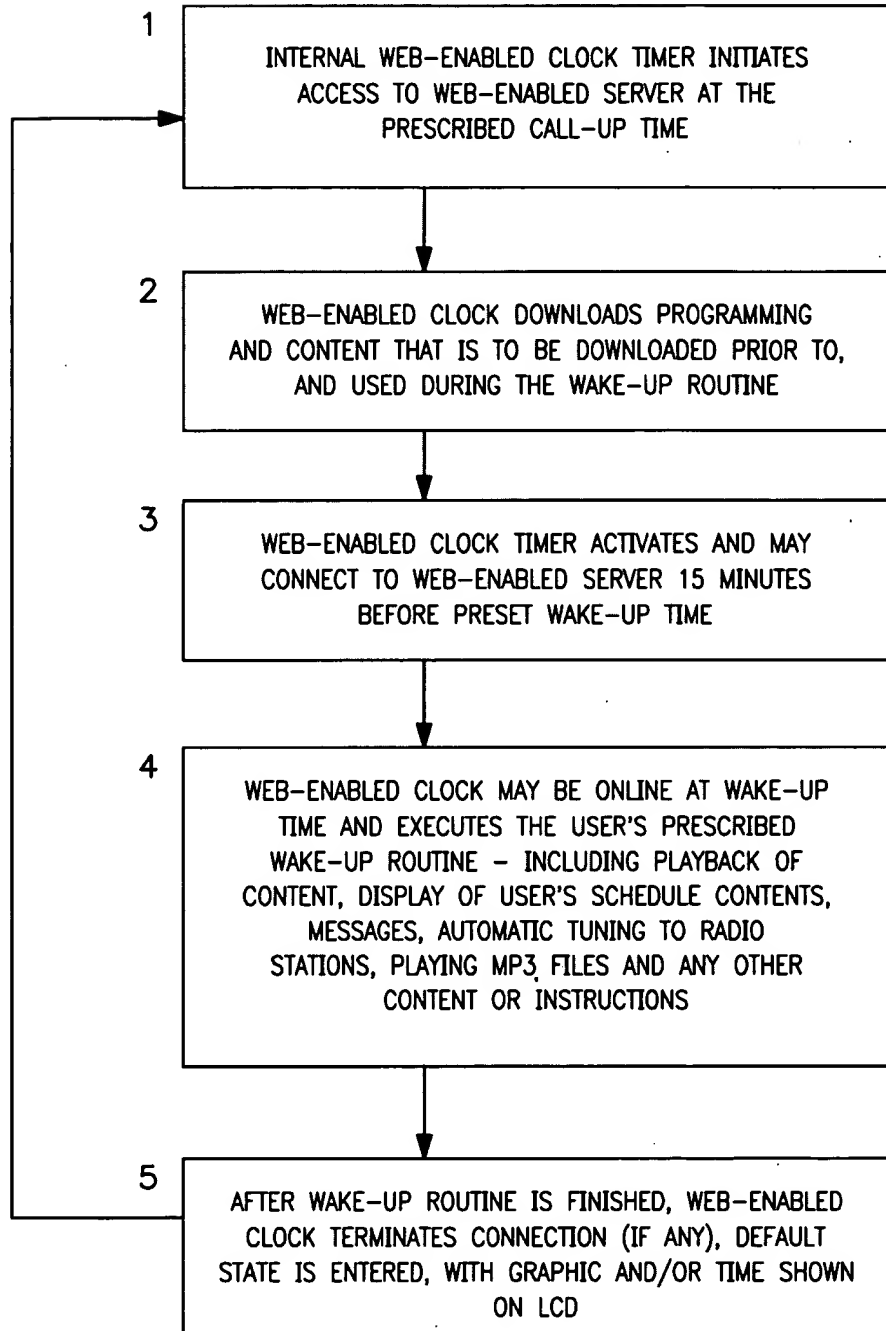 1
INTERNAL WEB-ENABLED CLOCK TIMER INITIATES
ACCESS TO WEB-ENABLED SERVER AT THE
PRESCRIBED CALL-UP TIME
2
WEB-ENABLED CLOCK DOWNLOADS PROGRAMMING
AND CONTENT THAT IS TO BE DOWNLOADED PRIOR TO,
AND USED DURING THE WAKE-UP ROUTINE
3
WEB-ENABLED CLOCK TIMER ACTIVATES AND MAY
CONNECT TO WEB-ENABLED SERVER 15 MINUTES
BEFORE PRESET WAKE-UP TIME
4
WEB-ENABLED CLOCK MAY BE ONLINE AT WAKE-UP
TIME AND EXECUTES THE USER'S PRESCRIBED
WAKE-UP ROUTINE - INCLUDING PLAYBACK OF
CONTENT, DISPLAY OF USER'S SCHEDULE CONTENTS,
MESSAGES, AUTOMATIC TUNING TO RADIO
STATIONS, PLAYING MP3 FILES AND ANY OTHER
CONTENT OR INSTRUCTIONS
5
AFTER WAKE-UP ROUTINE IS FINISHED, WEB-ENABLED
CLOCK TERMINATES CONNECTION (IF ANY), DEFAULT
STATE IS ENTERED, WITH GRAPHIC AND/OR TIME SHOWN
ON LCD